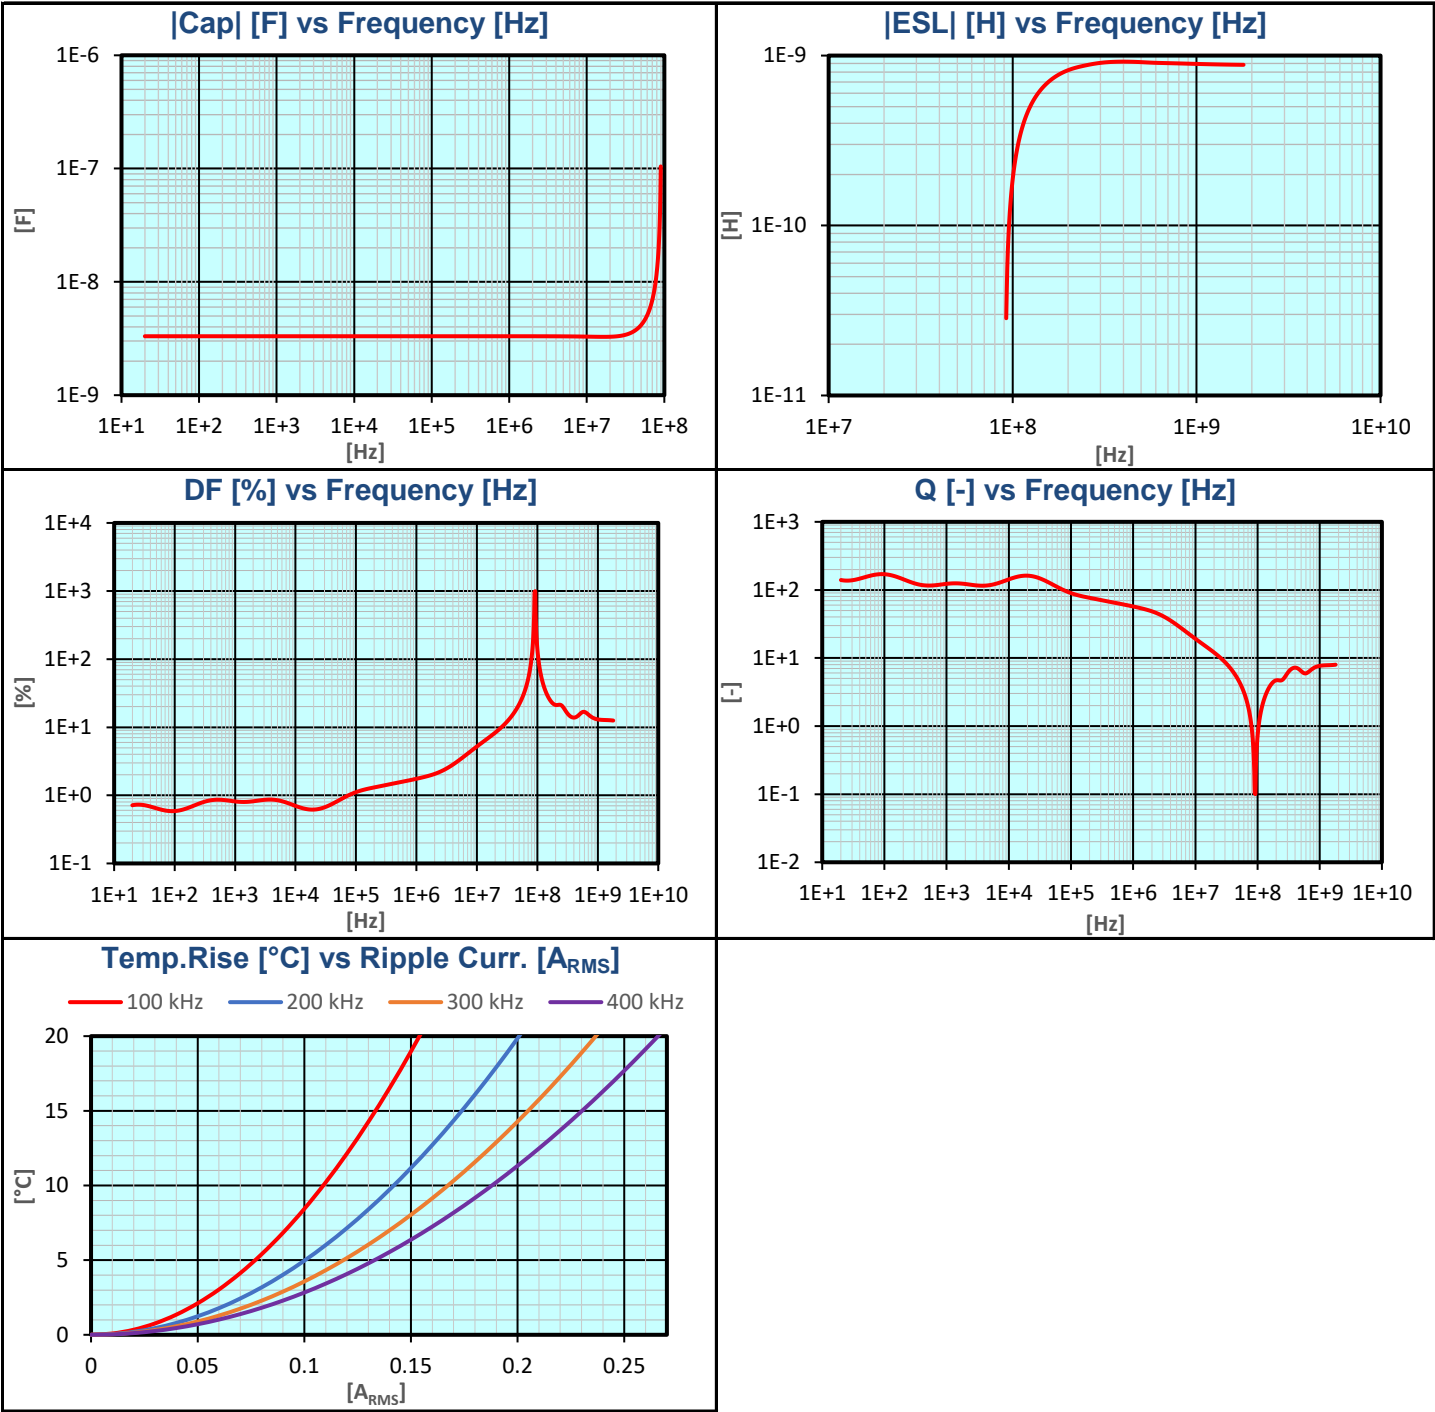 |Cap| [F] vs Frequency [Hz]
1E-6
1E-7
1E-8
1E-9
[F]
1E+1 1E+2 1E+3 1E+4 1E+5 1E+6 1E+7 1E+8
[Hz]
|ESL| [H] vs Frequency [Hz]
1E-9
1E-10
1E-11
[H]
1E+7 1E+8 1E+9 1E+10
[Hz]
DF [%] vs Frequency [Hz]
1E+4
1E+3
1E+2
1E+1
1E+0
1E-1
[%]
1E+1 1E+2 1E+3 1E+4 1E+5 1E+6 1E+7 1E+8 1E+9 1E+10
[Hz]
Q [-] vs Frequency [Hz]
1E+3
1E+2
1E+1
1E+0
1E-1
1E-2
[-]
1E+1 1E+2 1E+3 1E+4 1E+5 1E+6 1E+7 1E+8 1E+9 1E+10
[Hz]
Temp.Rise [°C] vs Ripple Curr. [ARMS]
100 kHz 200 kHz 300 kHz 400 kHz
20
15
10
5
0
[°C]
0 0.05 0.1 0.15 0.2 0.25
[ARMS]